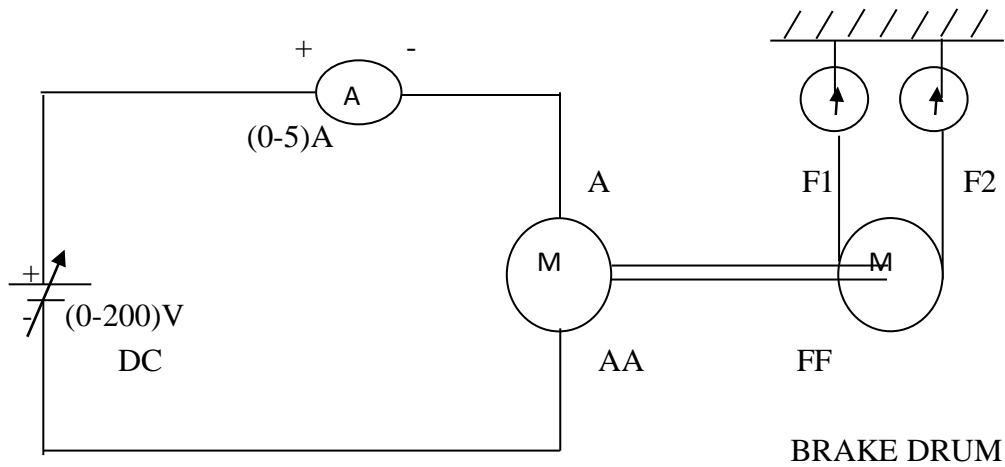 + -
A
(0-5)A
A F1 F2
M M
+
- (0-200)V
DC AA FF
BRAKE DRUM